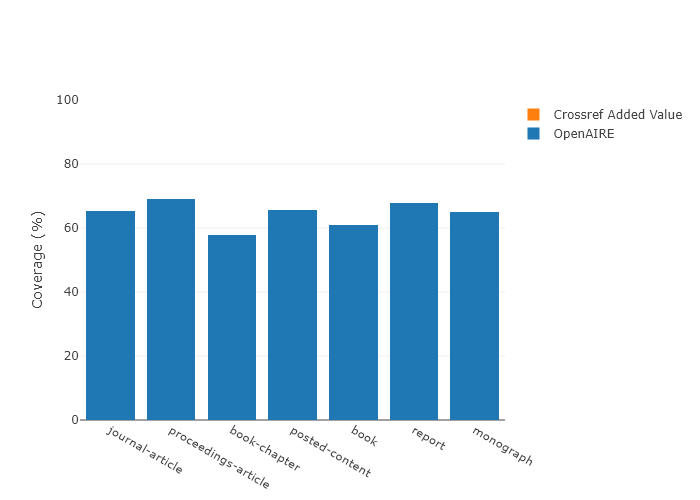 100
80
60
40
20
0
Coverage (%)
journal-article
proceedings-article
book-chapter
posted-content
book
report
monograph
Crossref Added Value
OpenAIRE